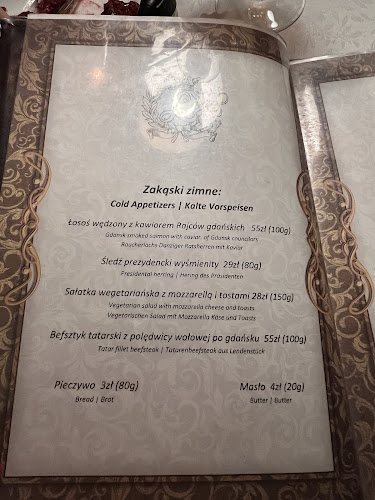 Zakąski zimne:
Cold Appetizers | Kalte Vorspeisen
Łosoś wędzony z kawiorem Rajców gdańskich 55zł (100g)
Gdansk smoked salmon with caviar of Gdansk councilors
Räucherlachs Danziger Ratsherren mit Kaviar
Śledź prezydencki wyśmienity 29zł (80g)
Presidental herring | Hering des Präsidenten
Sałatka wegetariańska z mozzarellą i tostami 28zł (150g)
Vegetarian salad with mozzarella cheese and toasts
Vegetarischen Salad mit Mozzarella Käse und Toasts
Befsztyk tatarski z polędwicy wołowej po gdańsku 55zł (100g)
Tatar fillet beefsteak | Tatarenbeefsteak aus Lendenstück
Pieczywo 3zł (80g) Masło 4zł (20g)
Bread | Brot Butter | Butter